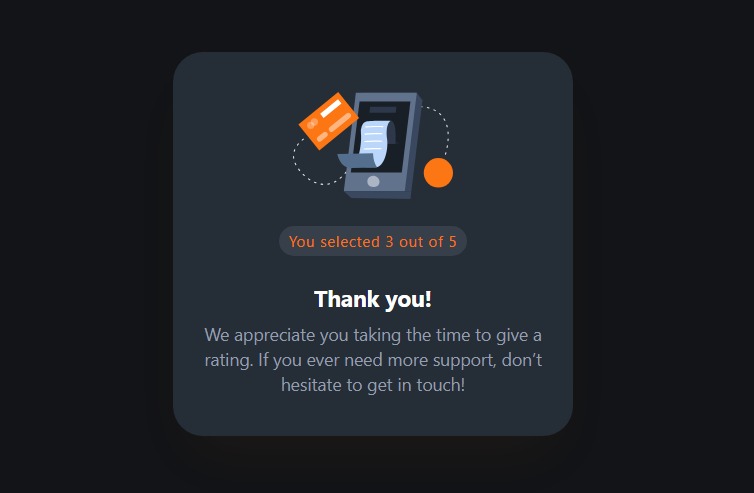 You selected 3 out of 5
Thank you!
We appreciate you taking the time to give a
rating. If you ever need more support, don’t
hesitate to get in touch!